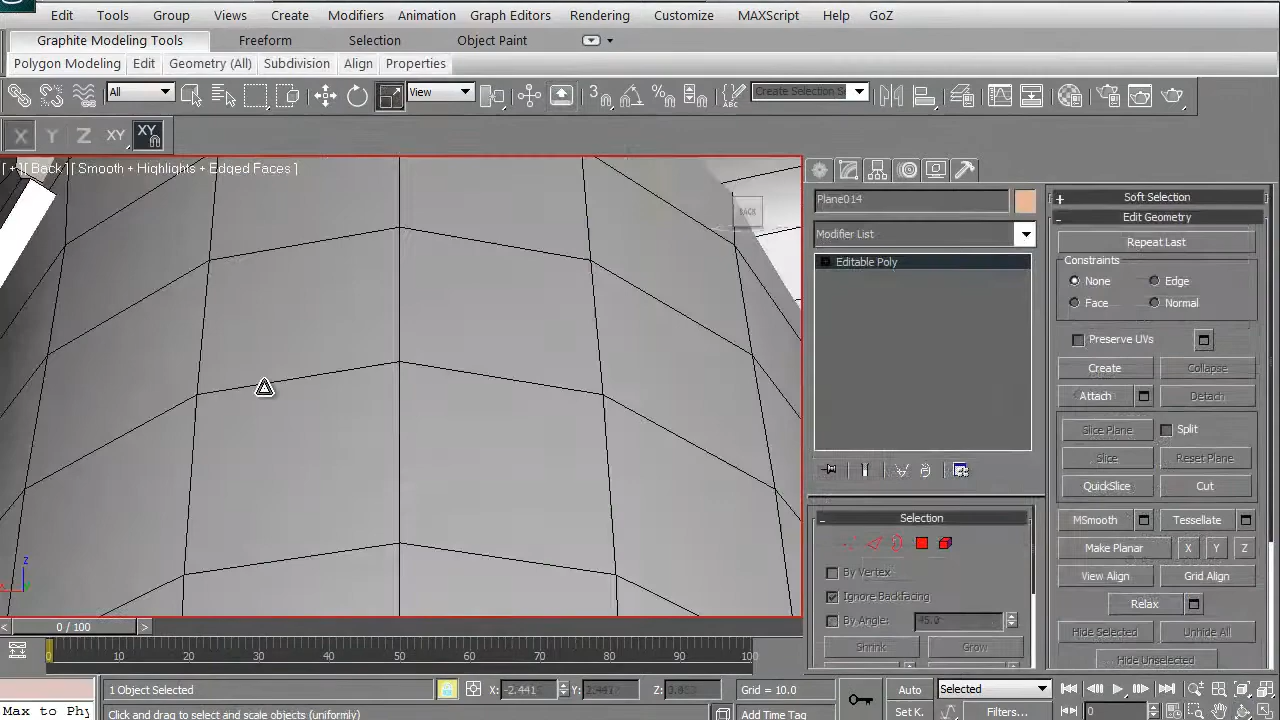 Edit Tools Group Views Create Modifiers Animation Graph Editors Rendering Customize MAXScript Help GoZ
Graphite Modeling Tools Freeform Selection Object Paint
Polygon Modeling Edit Geometry (All) Subdivision Align Properties
All View Create Selection Se
X Y Z XY XY
[ + ] [ Back ] [ Smooth + Highlights + Edged Faces ]
BACK
Plane014
Modifier List
Editable Poly
Selection
By Vertex
Ignore Backfacing
By Angle: 45.0
Shrink Grow
+ Soft Selection
- Edit Geometry
Repeat Last
Constraints
None Edge
Face Normal
Preserve UVs
Create Collapse
Attach Detach
Slice Plane Split
Slice Reset Plane
QuickSlice Cut
MSmooth Tessellate
Make Planar X Y Z
View Align Grid Align
Relax
Hide Selected Unhide All
Hide Unselected
z
< 0 / 100 >
0 10 20 30 40 50 60 70 80 90 100
1 Object Selected X: -2.441 Y: 2.441 Z: Grid = 10.0 Auto Selected
Max to Phy Click and drag to select and scale objects (uniformly) Add Time Tag Set K. Filters... 0